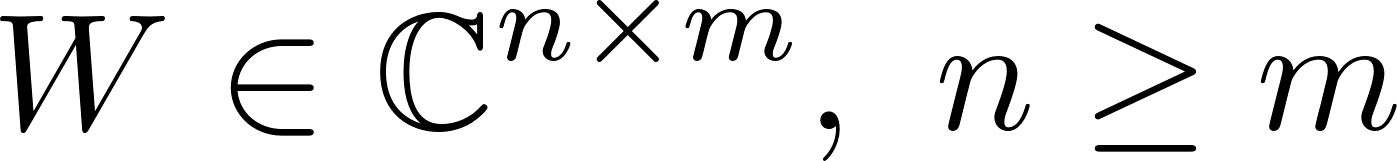 W ∈ ℂ^{n×m}, n ≥ m